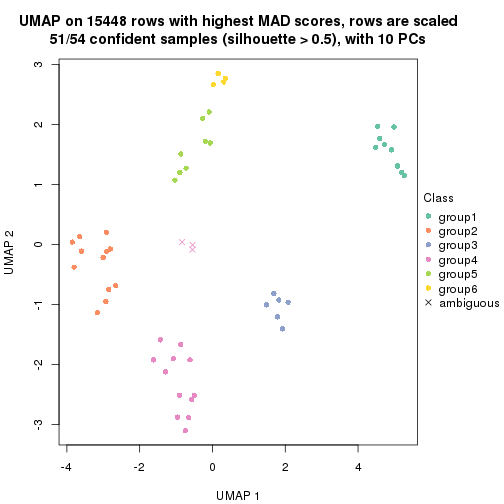 UMAP on 15448 rows with highest MAD scores, rows are scaled
51/54 confident samples (silhouette > 0.5), with 10 PCs
3
2
1
0
-1
-2
-3
UMAP 2
-4
-2
0
2
4
UMAP 1
Class
group1
group2
group3
group4
group5
group6
ambiguous